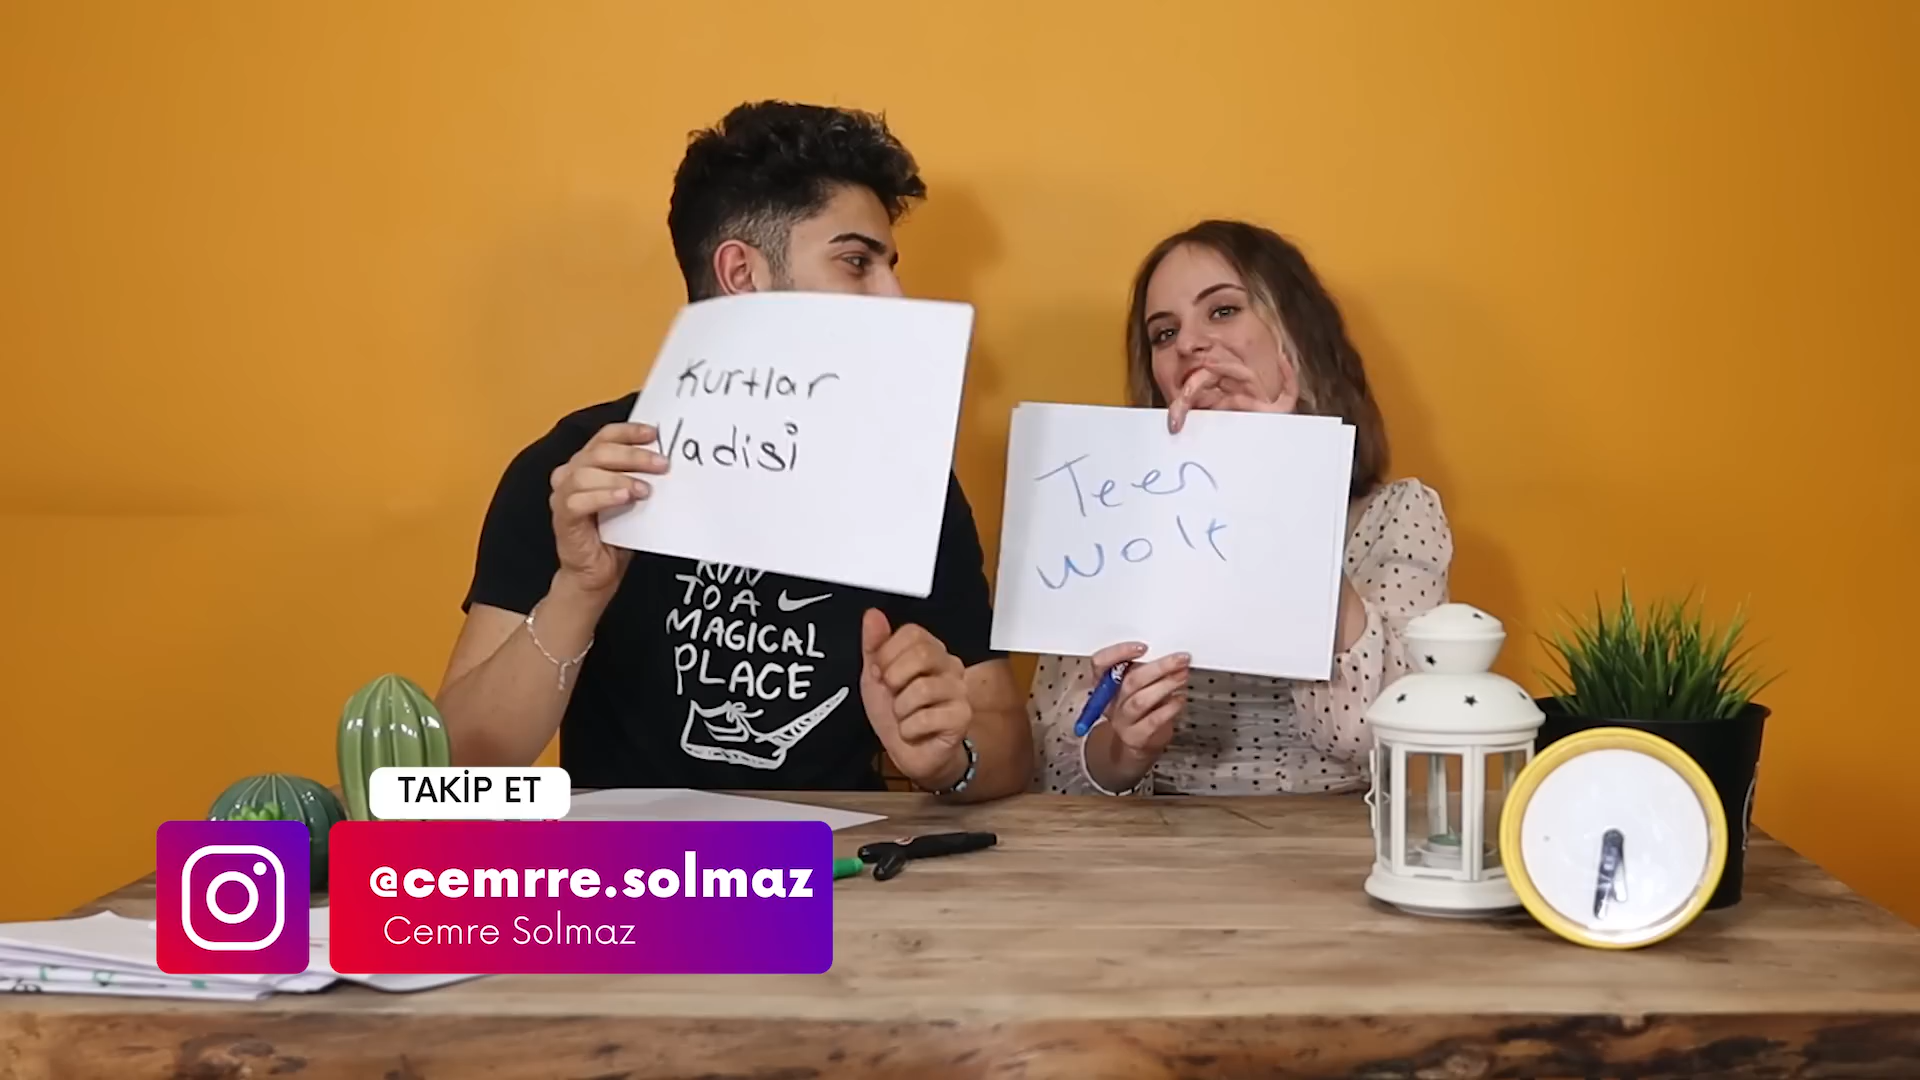 Kurtlar
Vadisi
Teen
Wolf
RUN
TO A
MAGICAL
PLACE
TAKİP ET
@cemrre.solmaz
Cemre Solmaz